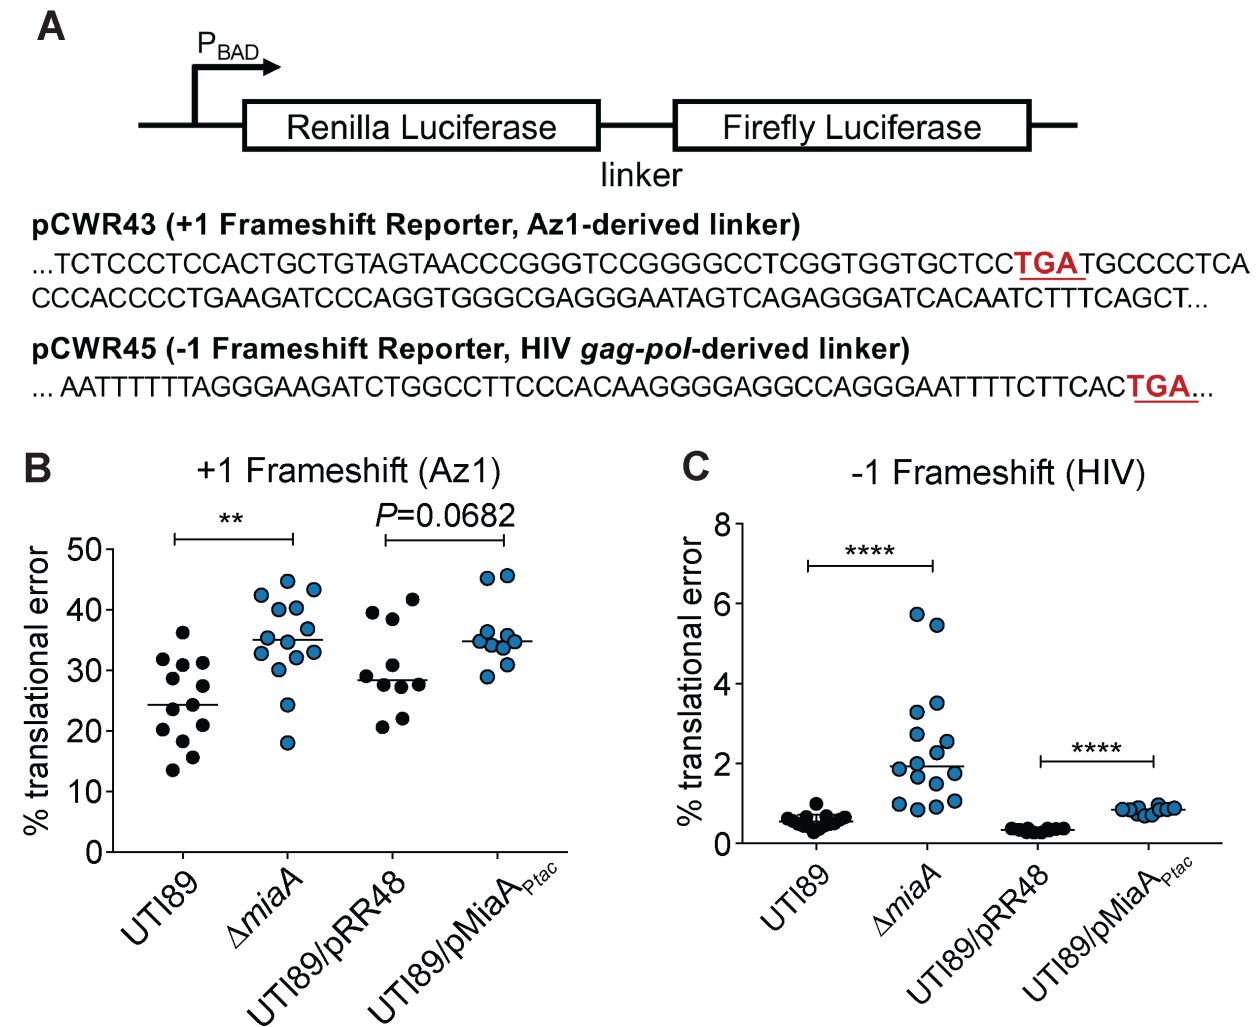 A
PBAD
Renilla Luciferase
Firefly Luciferase
linker
pCWR43 (+1 Frameshift Reporter, Az1-derived linker)
...TCTCCCTCCACTGCTGTAGTAACCCGGGTCCGGGGCCTCGGTGGTGCTCCTGATGCCCCTCA
CCCACCCCTGAAGATCCCAGGTGGGCGAGGGAATAGTCAGAGGGATCACAATCTTTCAGCT...
pCWR45 (-1 Frameshift Reporter, HIV gag-pol-derived linker)
... AATTTTTTAGGGAAGATCTGGCCTTCCCACAAGGGGAGGCCAGGGAATTTTCTTCACTGA...
B
+1 Frameshift (Az1)
**
P=0.0682
% translational error
50
40
30
20
10
0
UTI89
ΔmiaA
UTI89/pRR48
UTI89/pMiaAPtac
C
-1 Frameshift (HIV)
****
****
% translational error
8
6
4
2
0
UTI89
ΔmiaA
UTI89/pRR48
UTI89/pMiaAPtac